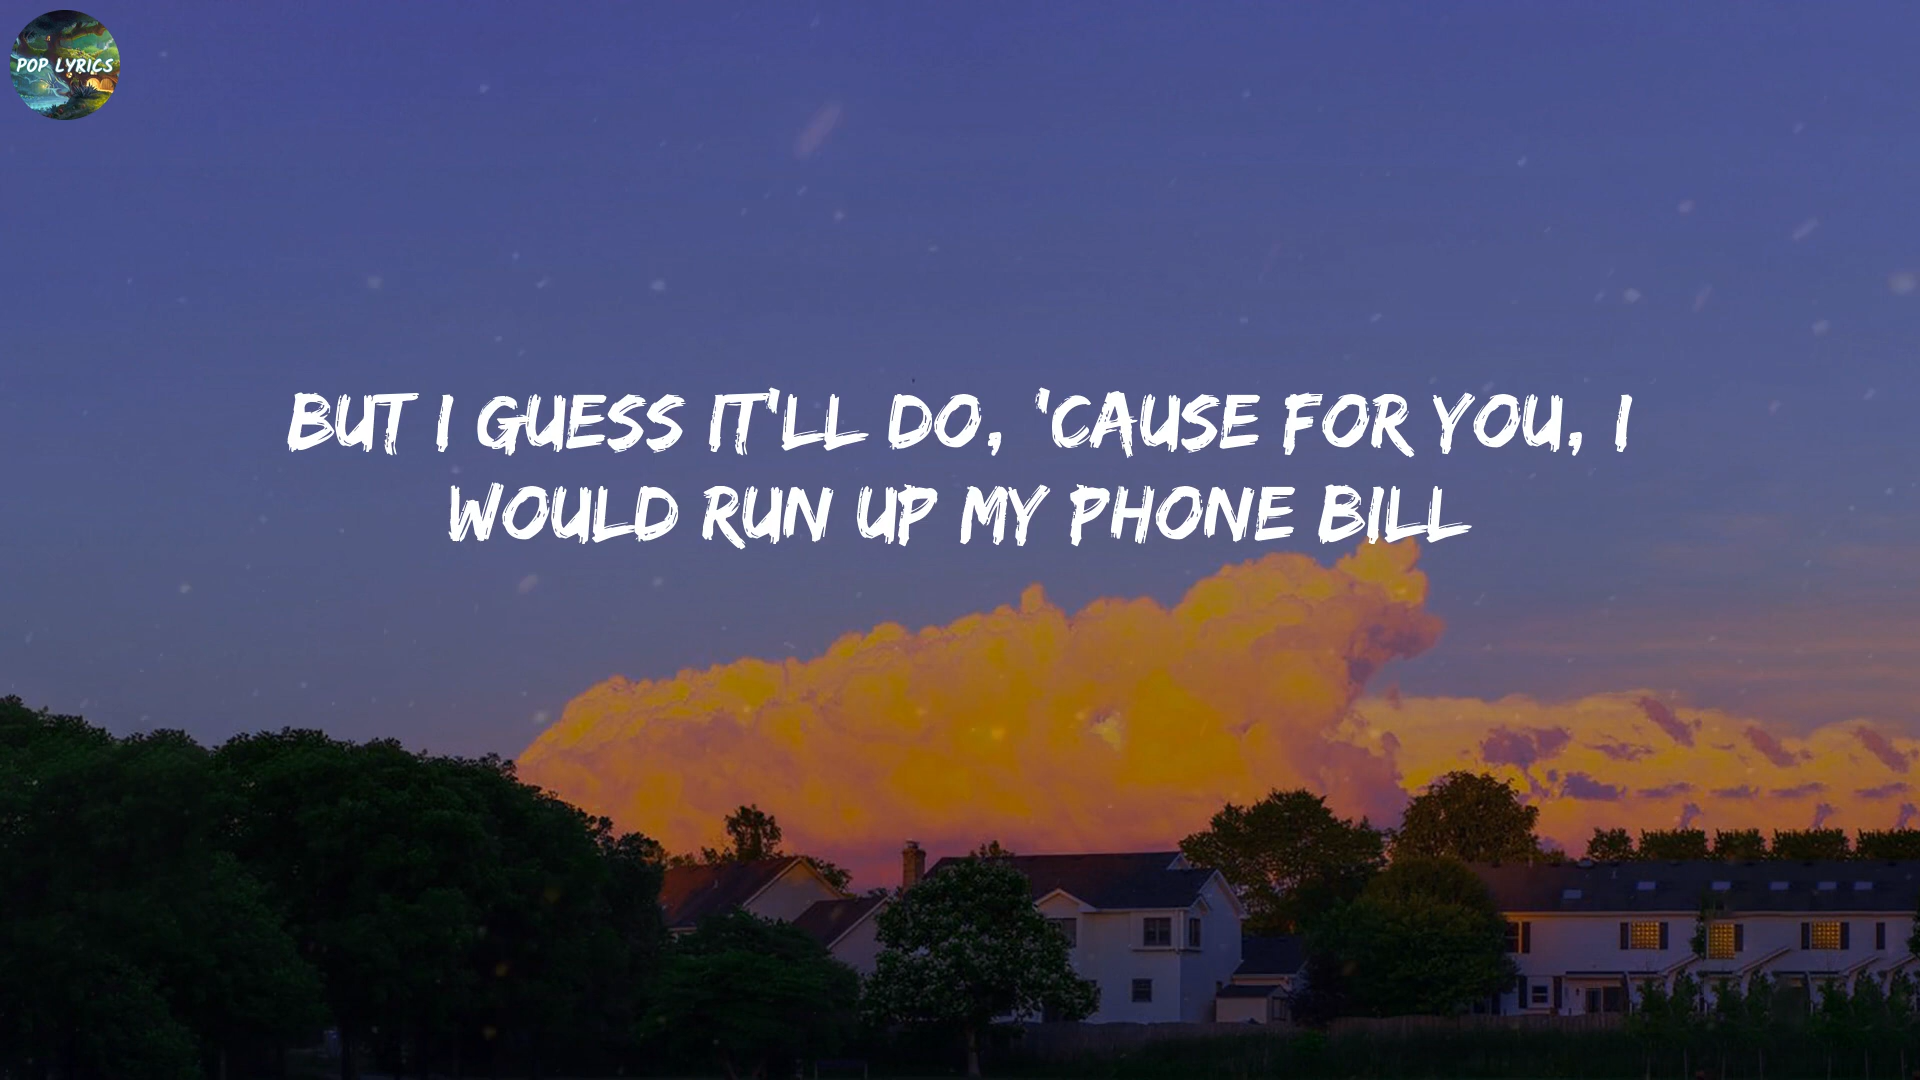 POP LYRICS
BUT I GUESS IT'LL DO, 'CAUSE FOR YOU, I
WOULD RUN UP MY PHONE BILL